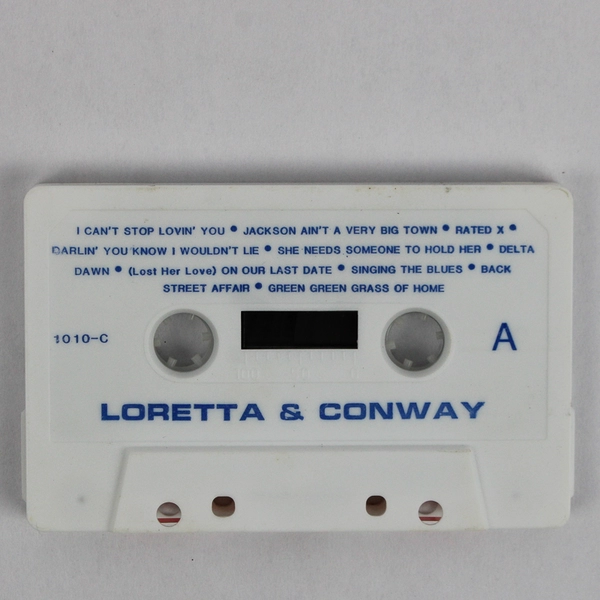 I CAN'T STOP LOVIN' YOU • JACKSON AIN'T A VERY BIG TOWN • RATED X •
DARLIN' YOU KNOW I WOULDN'T LIE • SHE NEEDS SOMEONE TO HOLD HER • DELTA
DAWN • (Lost Her Love) ON OUR LAST DATE • SINGING THE BLUES • BACK
STREET AFFAIR • GREEN GREEN GRASS OF HOME
1010-C
A
LORETTA & CONWAY